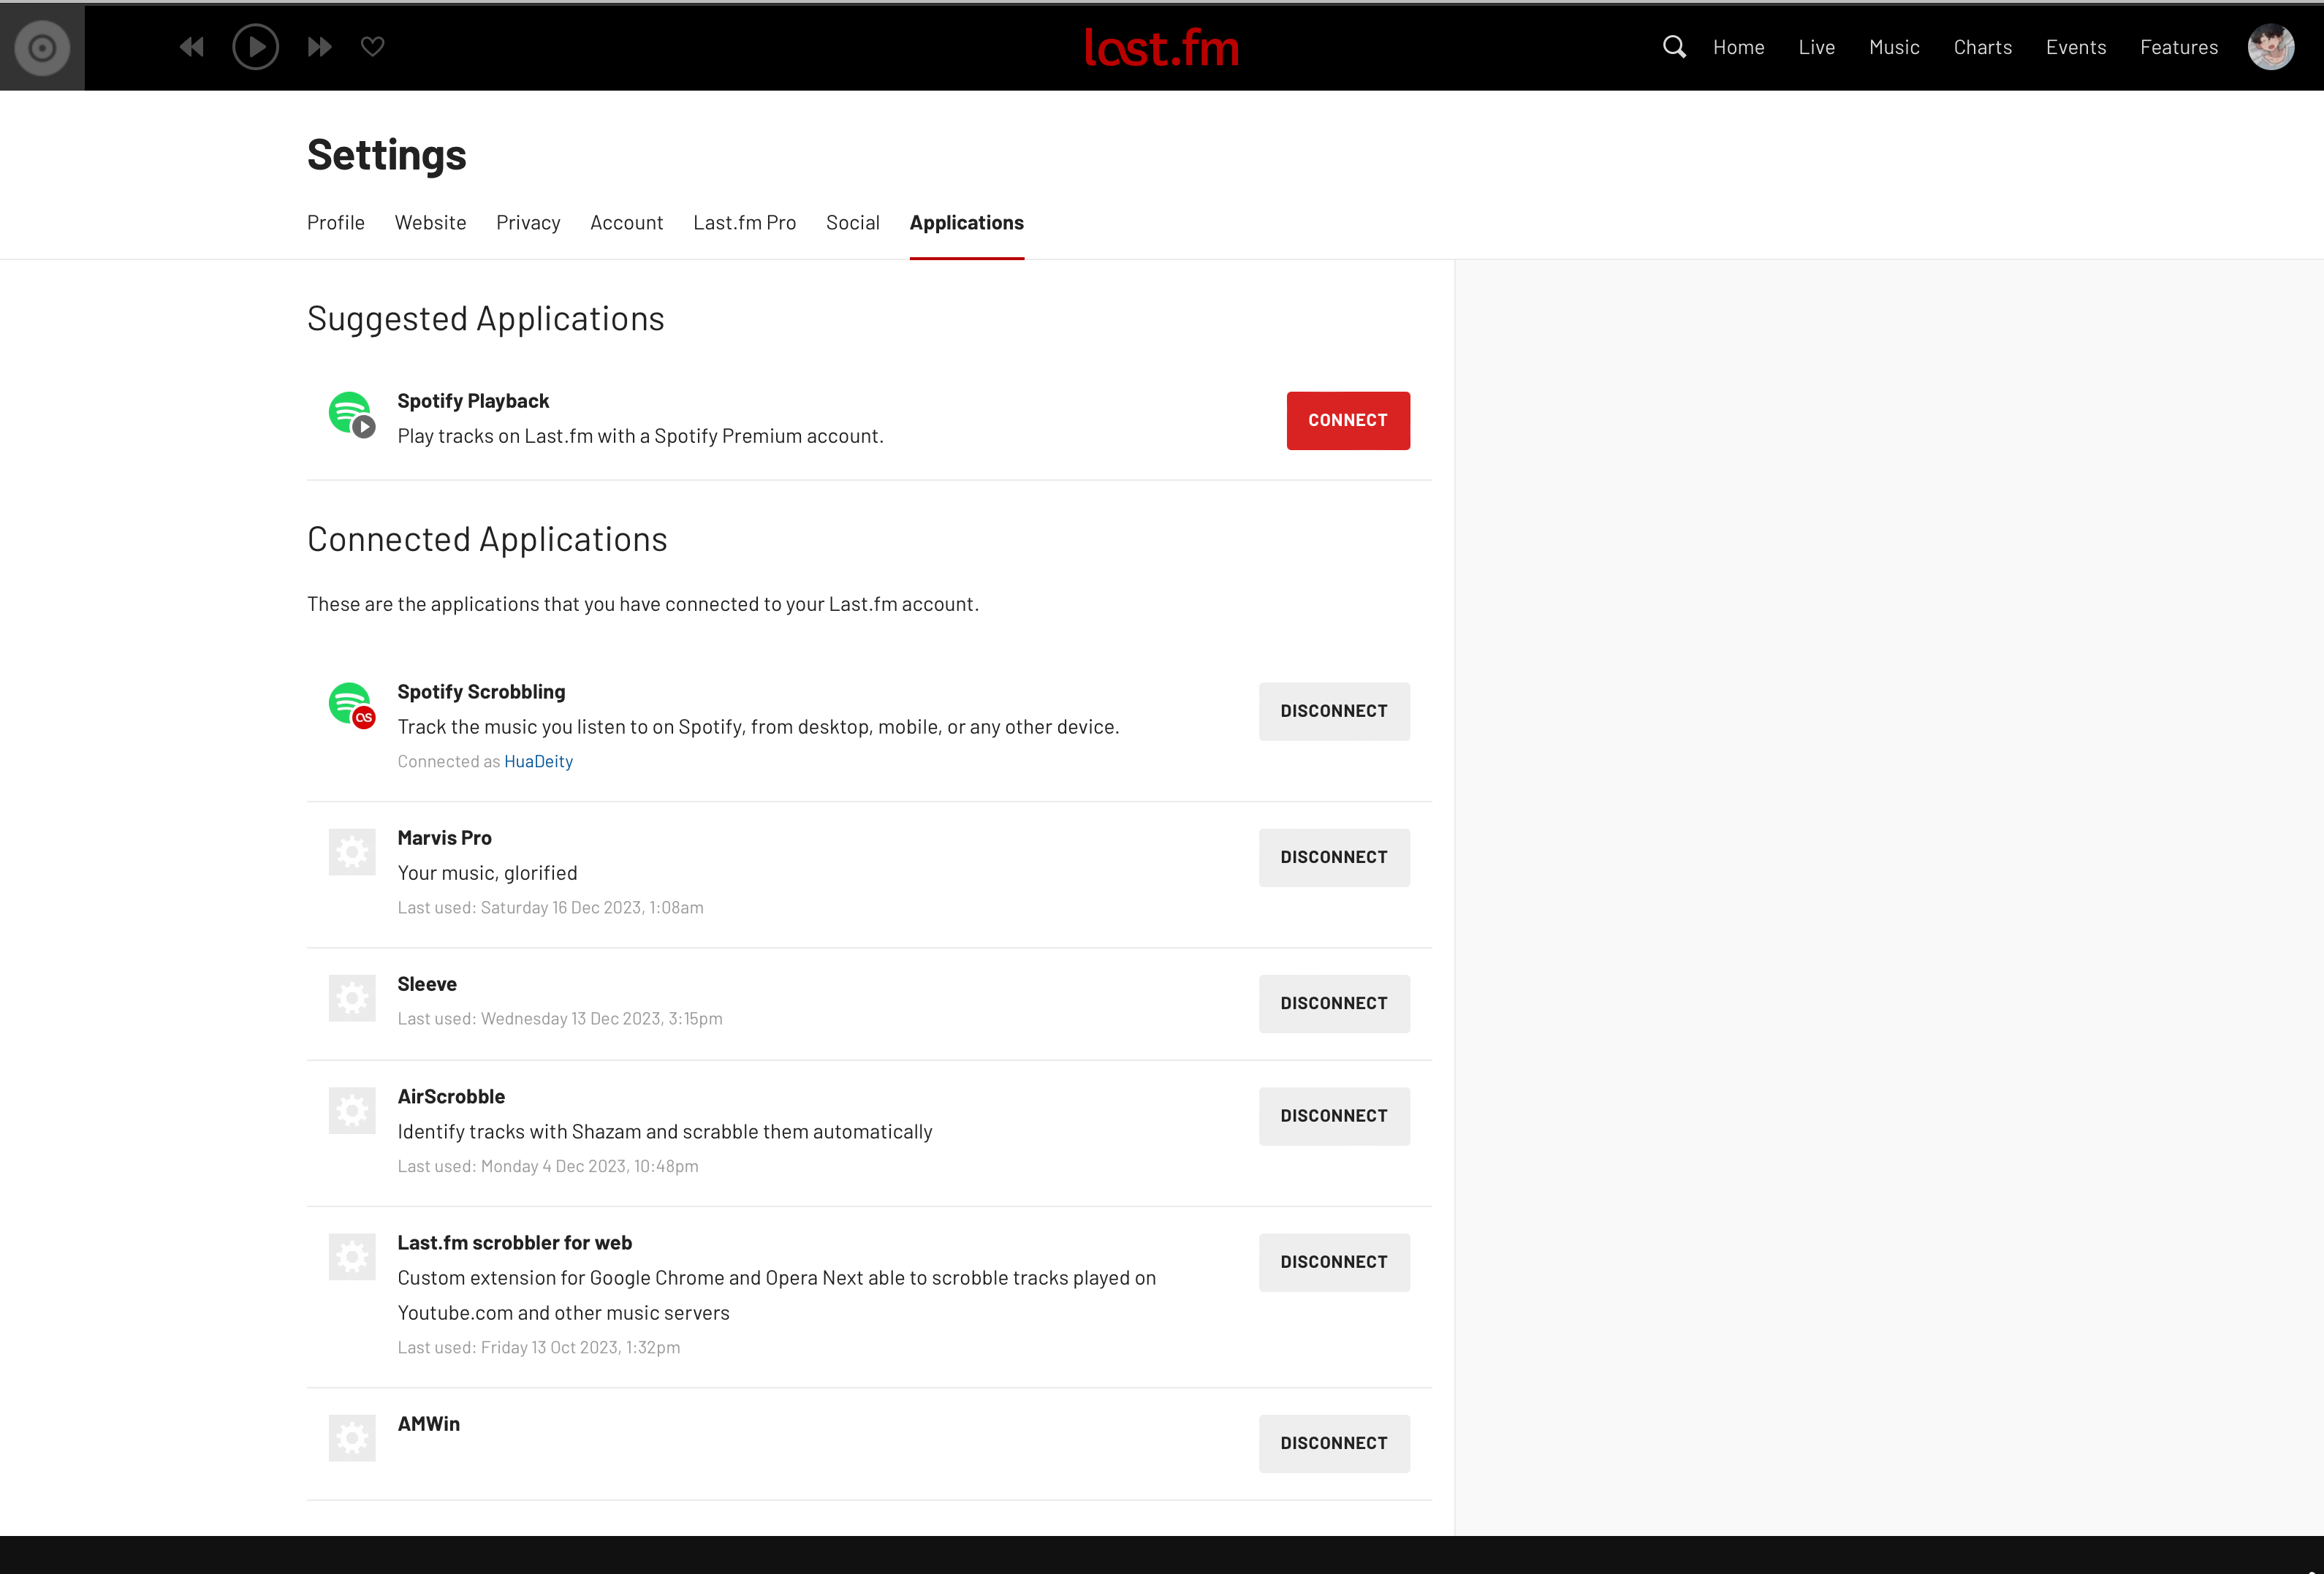 last.fm
Home Live Music Charts Events Features
Settings
Profile Website Privacy Account Last.fm Pro Social Applications
Suggested Applications
Spotify Playback
Play tracks on Last.fm with a Spotify Premium account.
CONNECT
Connected Applications
These are the applications that you have connected to your Last.fm account.
Spotify Scrobbling
Track the music you listen to on Spotify, from desktop, mobile, or any other device.
Connected as HuaDeity
DISCONNECT
Marvis Pro
Your music, glorified
Last used: Saturday 16 Dec 2023, 1:08am
DISCONNECT
Sleeve
Last used: Wednesday 13 Dec 2023, 3:15pm
DISCONNECT
AirScrobble
Identify tracks with Shazam and scrabble them automatically
Last used: Monday 4 Dec 2023, 10:48pm
DISCONNECT
Last.fm scrobbler for web
Custom extension for Google Chrome and Opera Next able to scrobble tracks played on
Youtube.com and other music servers
Last used: Friday 13 Oct 2023, 1:32pm
DISCONNECT
AMWin
DISCONNECT